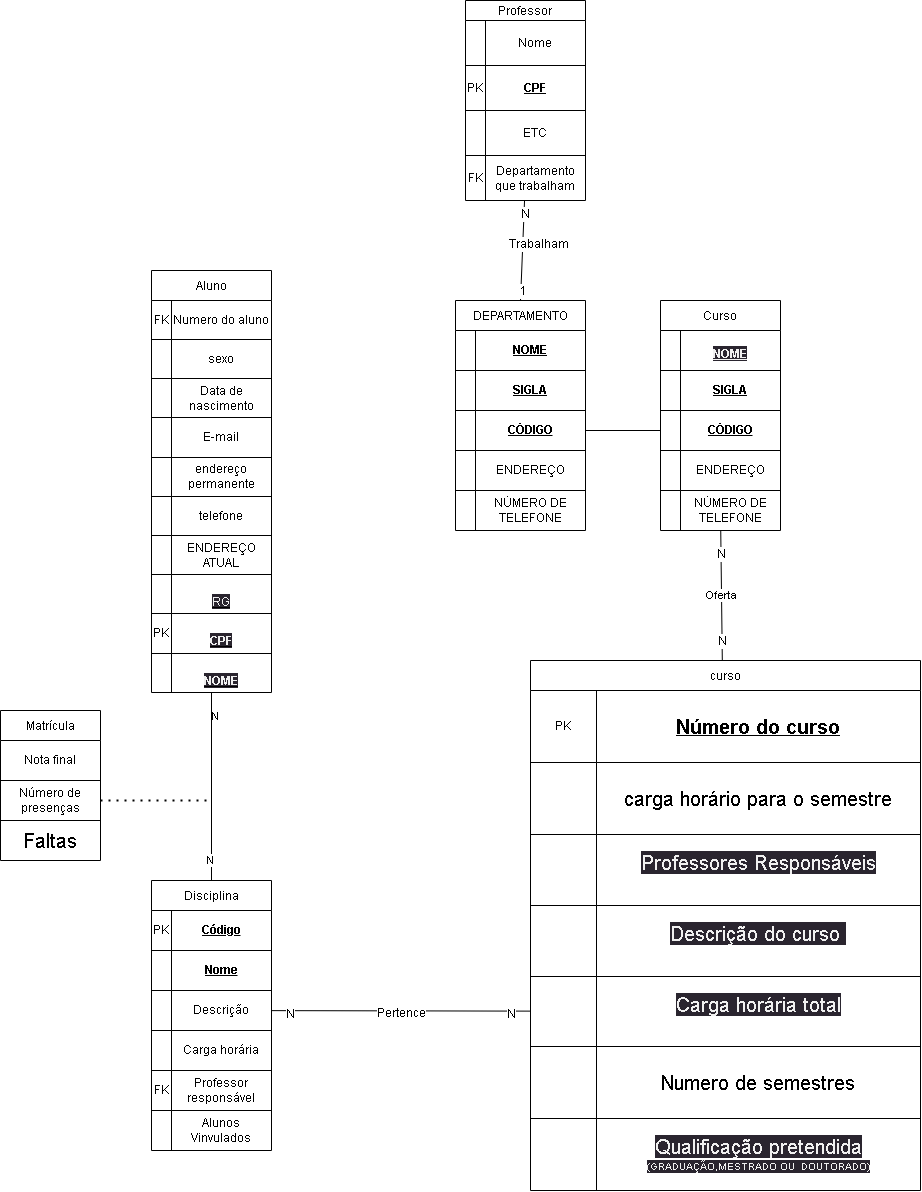 Professor
Nome
PK
CPF
ETC
FK
Departamento
que trabalham
N
Trabalham
1
DEPARTAMENTO
NOME
SIGLA
CÓDIGO
ENDEREÇO
NÚMERO DE
TELEFONE
Curso
NOME
SIGLA
CÓDIGO
ENDEREÇO
NÚMERO DE
TELEFONE
N
Oferta
N
Aluno
FK
Numero do aluno
sexo
Data de
nascimento
E-mail
endereço
permanente
telefone
ENDEREÇO
ATUAL
RG
PK
CPF
NOME
N
Matrícula
Nota final
Número de
presenças
Faltas
N
Disciplina
PK
Código
Nome
Descrição
Carga horária
FK
Professor
responsável
Alunos
Vinvulados
N
Pertence
N
curso
PK
Número do curso
carga horário para o semestre
Professores Responsáveis
Descrição do curso
Carga horária total
Numero de semestres
Qualificação pretendida
(GRADUAÇÃO,MESTRADO OU DOUTORADO)